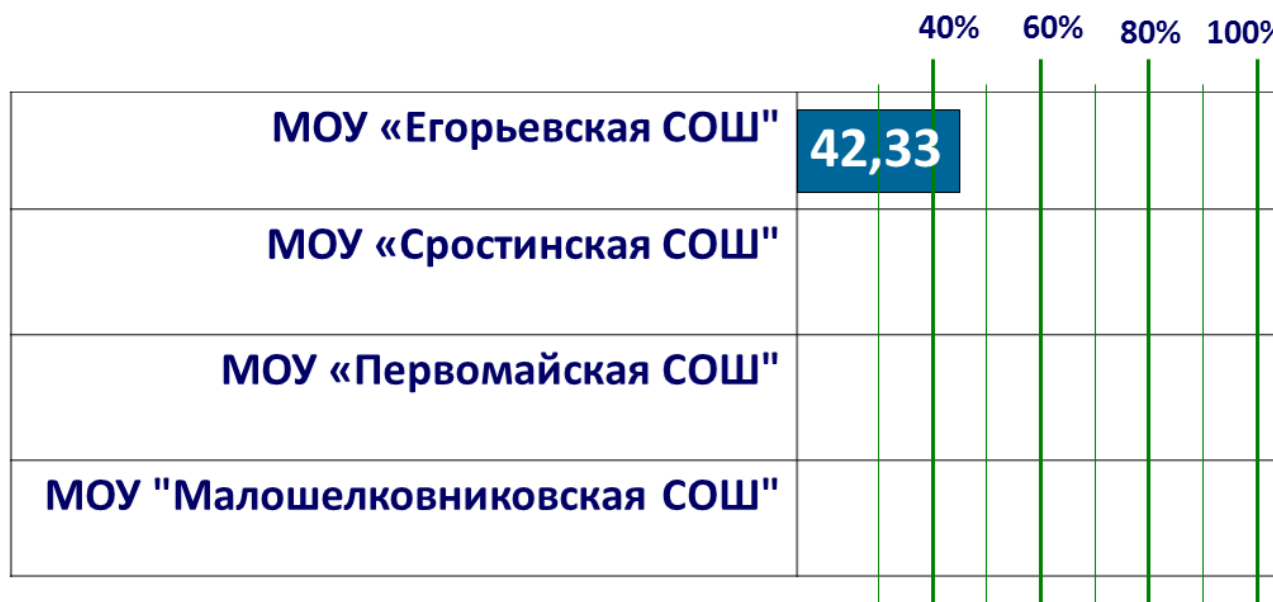 40% 60% 80% 100%
МОУ «Егорьевская СОШ" 42,33
МОУ «Сростинская СОШ"
МОУ «Первомайская СОШ"
МОУ "Малошелковниковская СОШ"